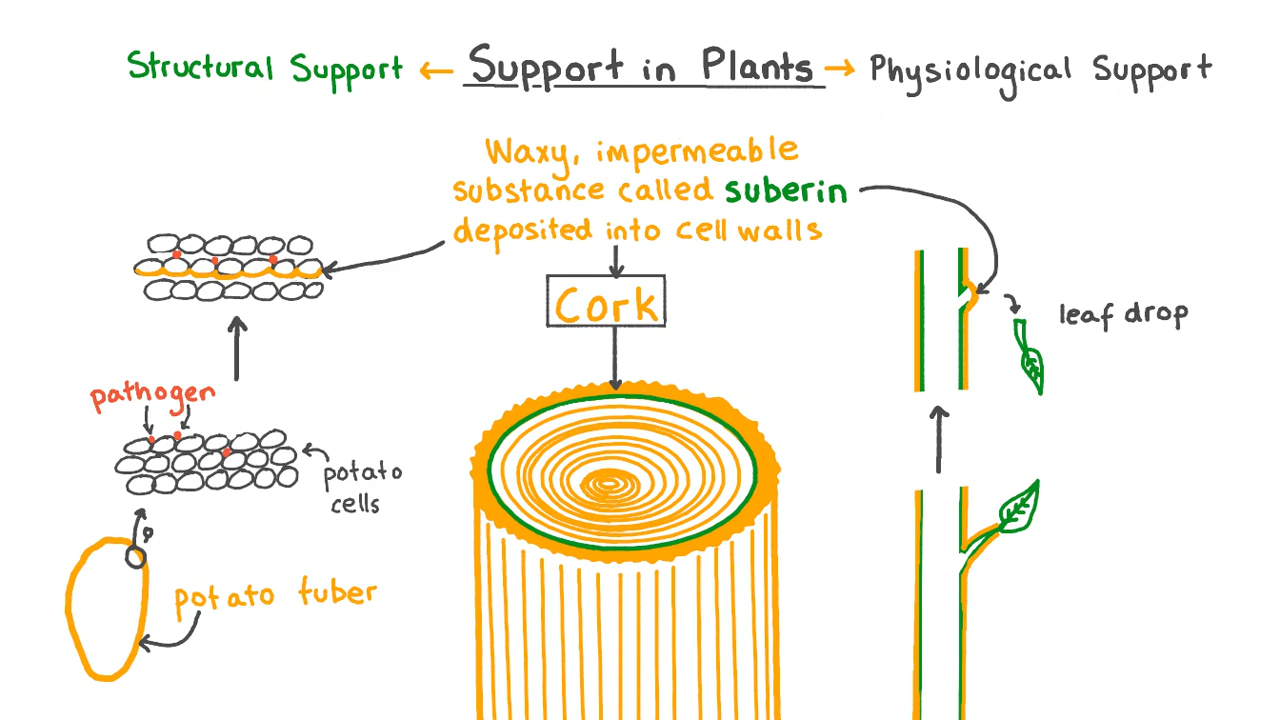 Structural Support ← Support in Plants → Physiological Support
Waxy, impermeable
substance called suberin
deposited into cell walls
Cork
leaf drop
pathogen
potato
cells
potato tuber